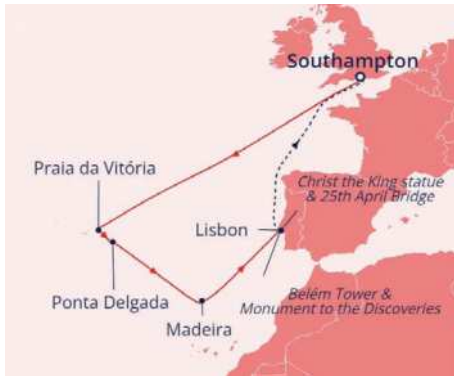 Southampton
Praia da Vitória
Christ the King statue
& 25th April Bridge
Lisbon
Ponta Delgada
Belém Tower &
Monument to the Discoveries
Madeira